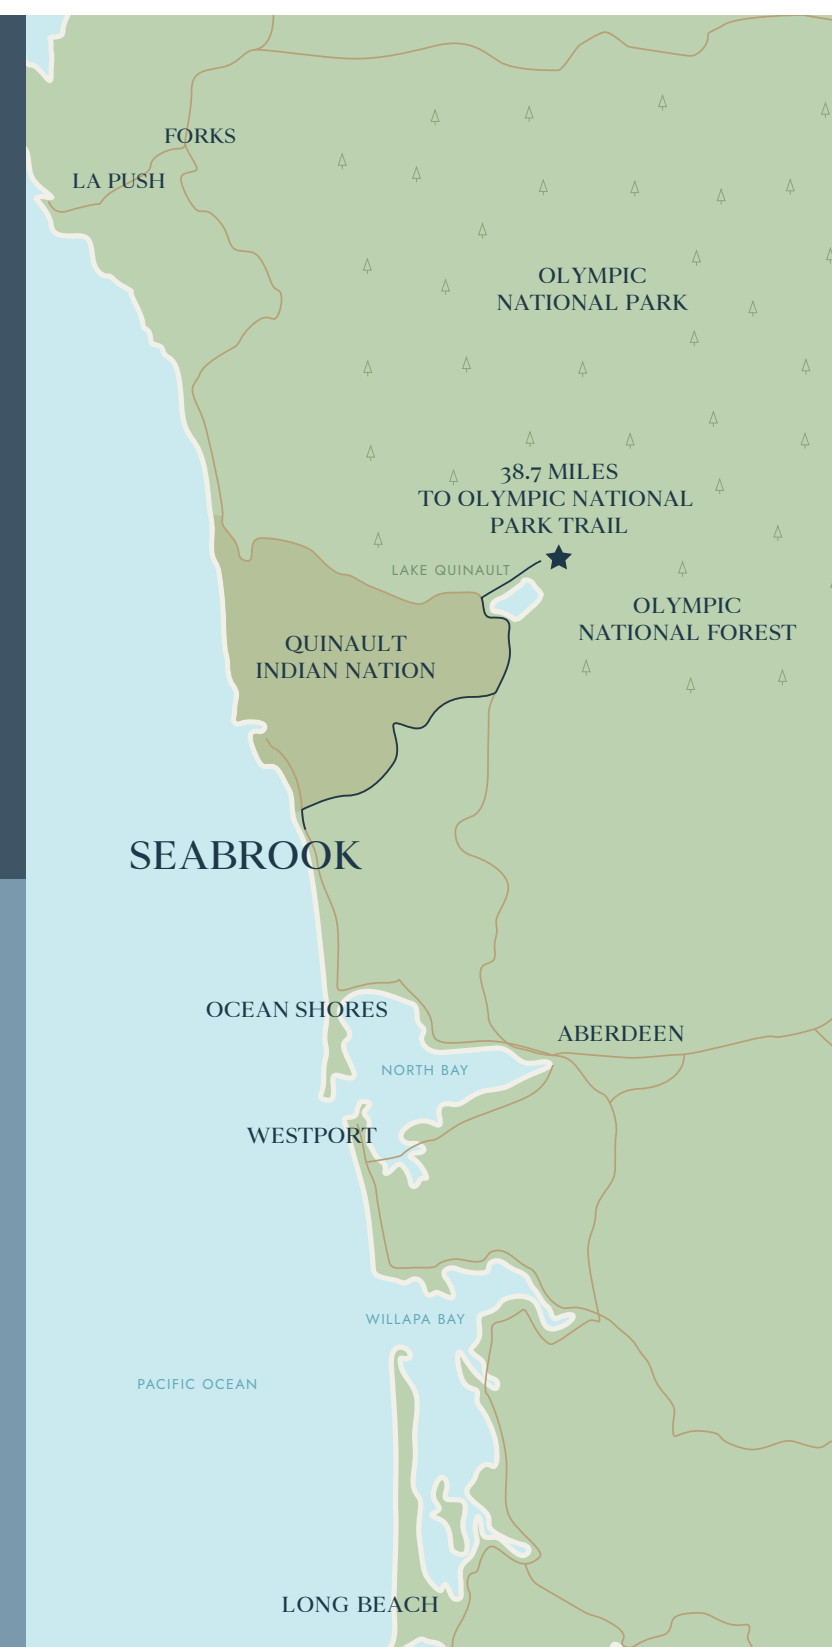 FORKS
LA PUSH
OLYMPIC
NATIONAL PARK
38.7 MILES
TO OLYMPIC NATIONAL
PARK TRAIL
LAKE QUINAULT
OLYMPIC
NATIONAL FOREST
QUINAULT
INDIAN NATION
SEABROOK
OCEAN SHORES
ABERDEEN
NORTH BAY
WESTPORT
WILLAPA BAY
PACIFIC OCEAN
LONG BEACH